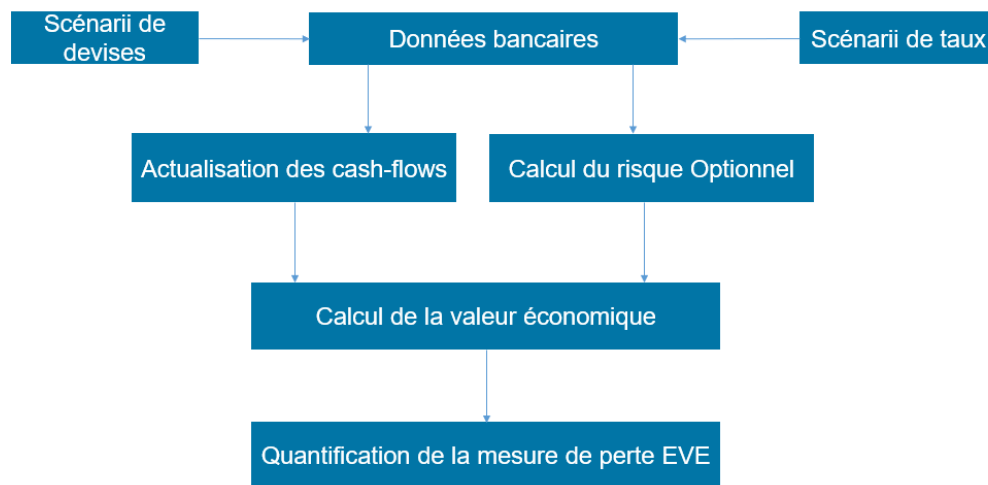 Scénarii de
devises
Données bancaires
Scénarii de taux
Actualisation des cash-flows
Calcul du risque Optionnel
Calcul de la valeur économique
Quantification de la mesure de perte EVE